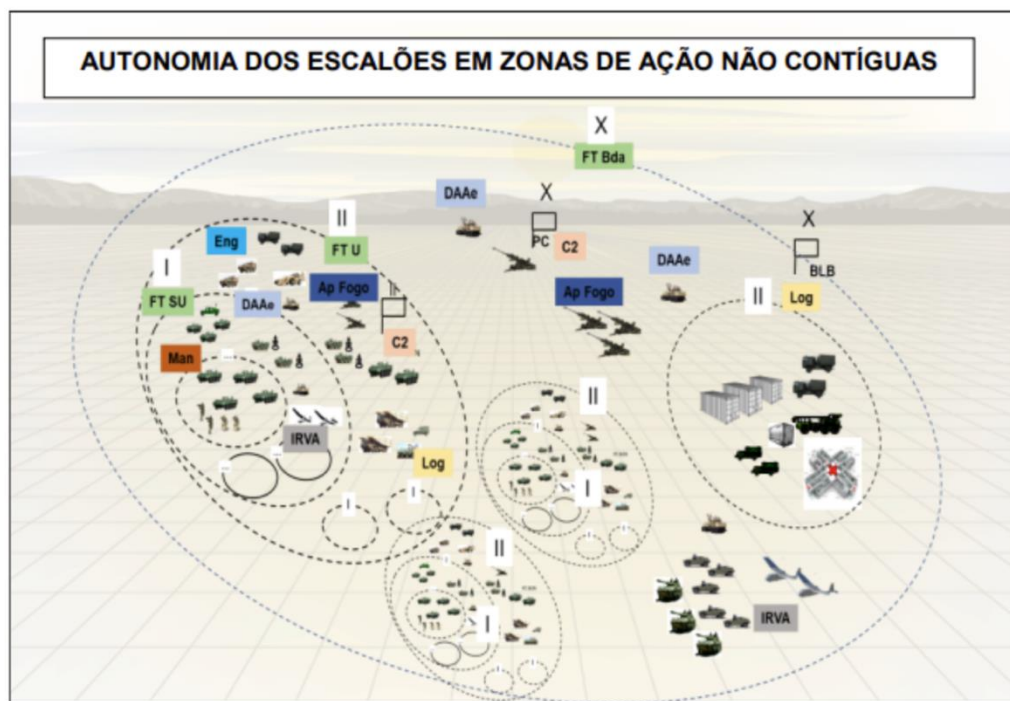 AUTONOMIA DOS ESCALÕES EM ZONAS DE AÇÃO NÃO CONTÍGUAS
X
FT Bda
DAAe
X
PC
C2
X
BLB
II
FT U
Eng
I
FT SU
DAAe
Ap Fogo
II
C2
DAAe
Ap Fogo
II
Log
Man
...
IRVA
...
...
Log
I
I
II
I
I
I
II
I
I
I
IRVA